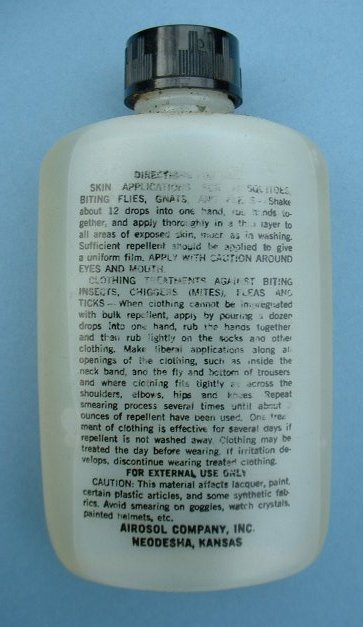 DIRECTIONS FOR USE
SKIN APPLICATIONS FOR MOSQUITOES,
BITING FLIES, GNATS, AND FLEAS — Shake
about 12 drops into one hand, rub hands to-
gether, and apply thoroughly in a thin layer to
all areas of exposed skin, much as in washing.
Sufficient repellent should be applied to give
a uniform film. APPLY WITH CAUTION AROUND
EYES AND MOUTH.
CLOTHING TREATMENTS AGAINST BITING
INSECTS, CHIGGERS (MITES), FLEAS AND
TICKS — When clothing cannot be impregnated
with bulk repellent, apply by pouring a dozen
drops into one hand, rub the hands together
and then rub lightly on the socks and other
clothing. Make liberal applications along all
openings of the clothing, such as inside the
neck band, and the fly and bottom of trousers
and where clothing fits tightly as across the
shoulders, elbows, hips and knees. Repeat
smearing process several times until about
ounces of repellent have been used. One treat-
ment of clothing is effective for several days if
repellent is not washed away. Clothing may be
treated the day before wearing. If irritation de-
velops, discontinue wearing treated clothing.
FOR EXTERNAL USE ONLY
CAUTION: This material affects lacquer, paint,
certain plastic articles, and some synthetic fab-
rics. Avoid smearing on goggles, watch crystals,
painted helmets, etc.
AIROSOL COMPANY, INC.
NEODESHA, KANSAS